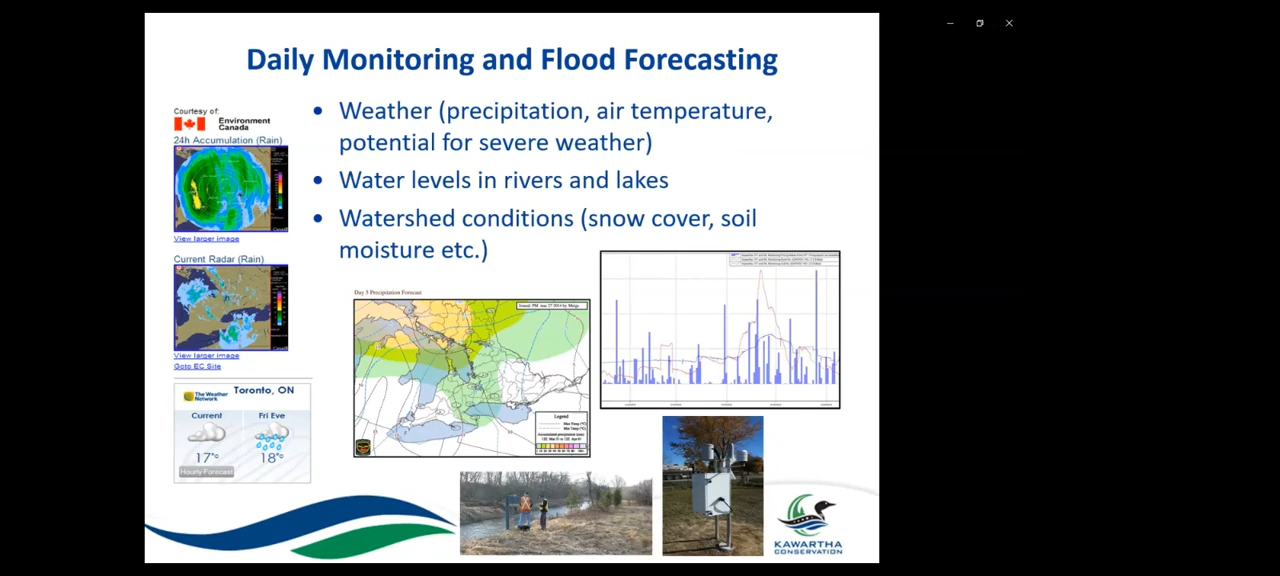 Daily Monitoring and Flood Forecasting
Courtesy of:
Environment
Canada
24h Accumulation (Rain)
View larger image
Current Radar (Rain)
View larger image
Goto EC Site
The Weather
Network
Toronto, ON
Current
Fri Eve
17°C
18°C
Hourly Forecast
• Weather (precipitation, air temperature,
potential for severe weather)
• Water levels in rivers and lakes
• Watershed conditions (snow cover, soil
moisture etc.)
Day 5 Precipitation Forecast
Legend
KAWARTHA
CONSERVATION